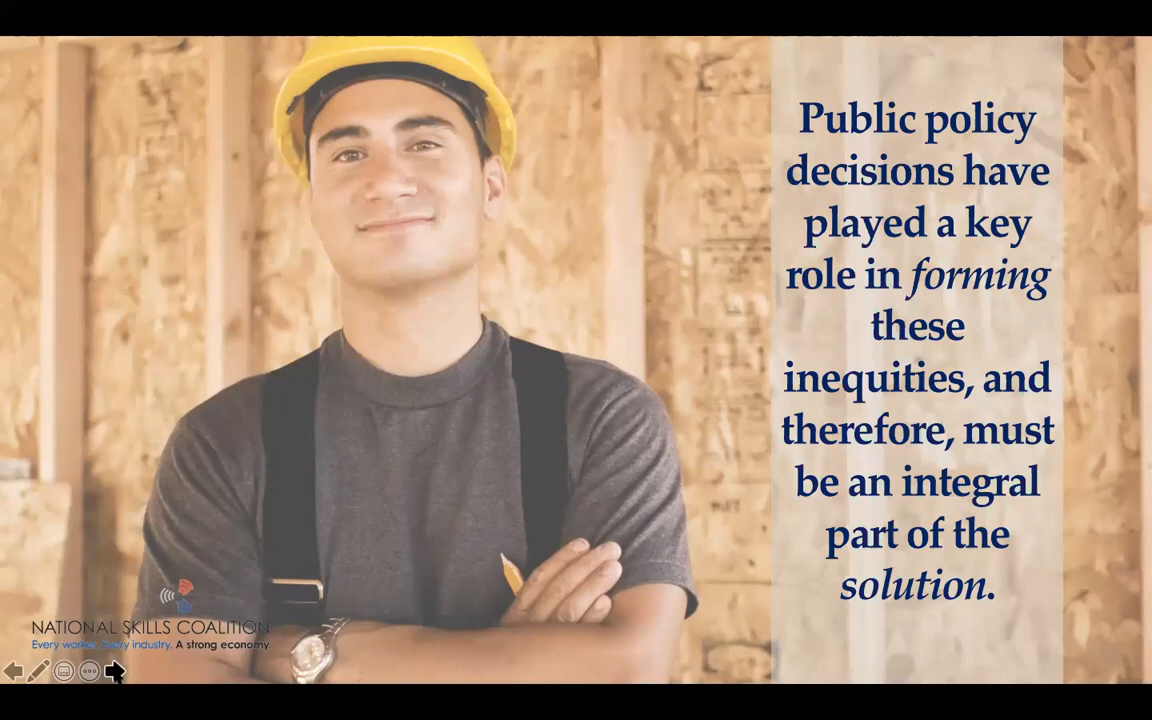 Public policy
decisions have
played a key
role in forming
these
inequities, and
therefore, must
be an integral
part of the
solution.
NATIONAL SKILLS COALITION
Every worker. Every industry. A strong economy